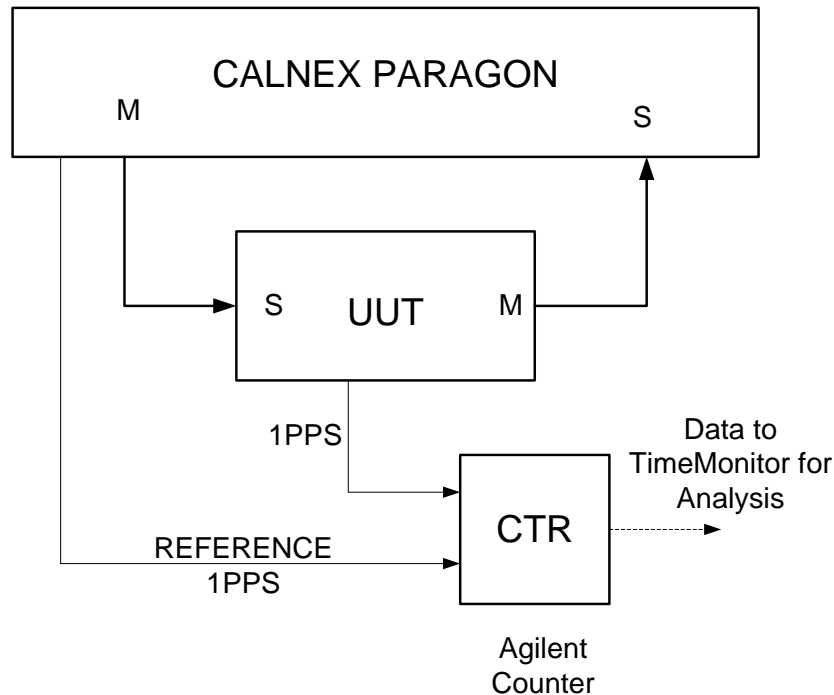 CALNEX PARAGON
M
S
S
UUT
M
1PPS
Data to
TimeMonitor for
Analysis
CTR
REFERENCE
1PPS
Agilent
Counter